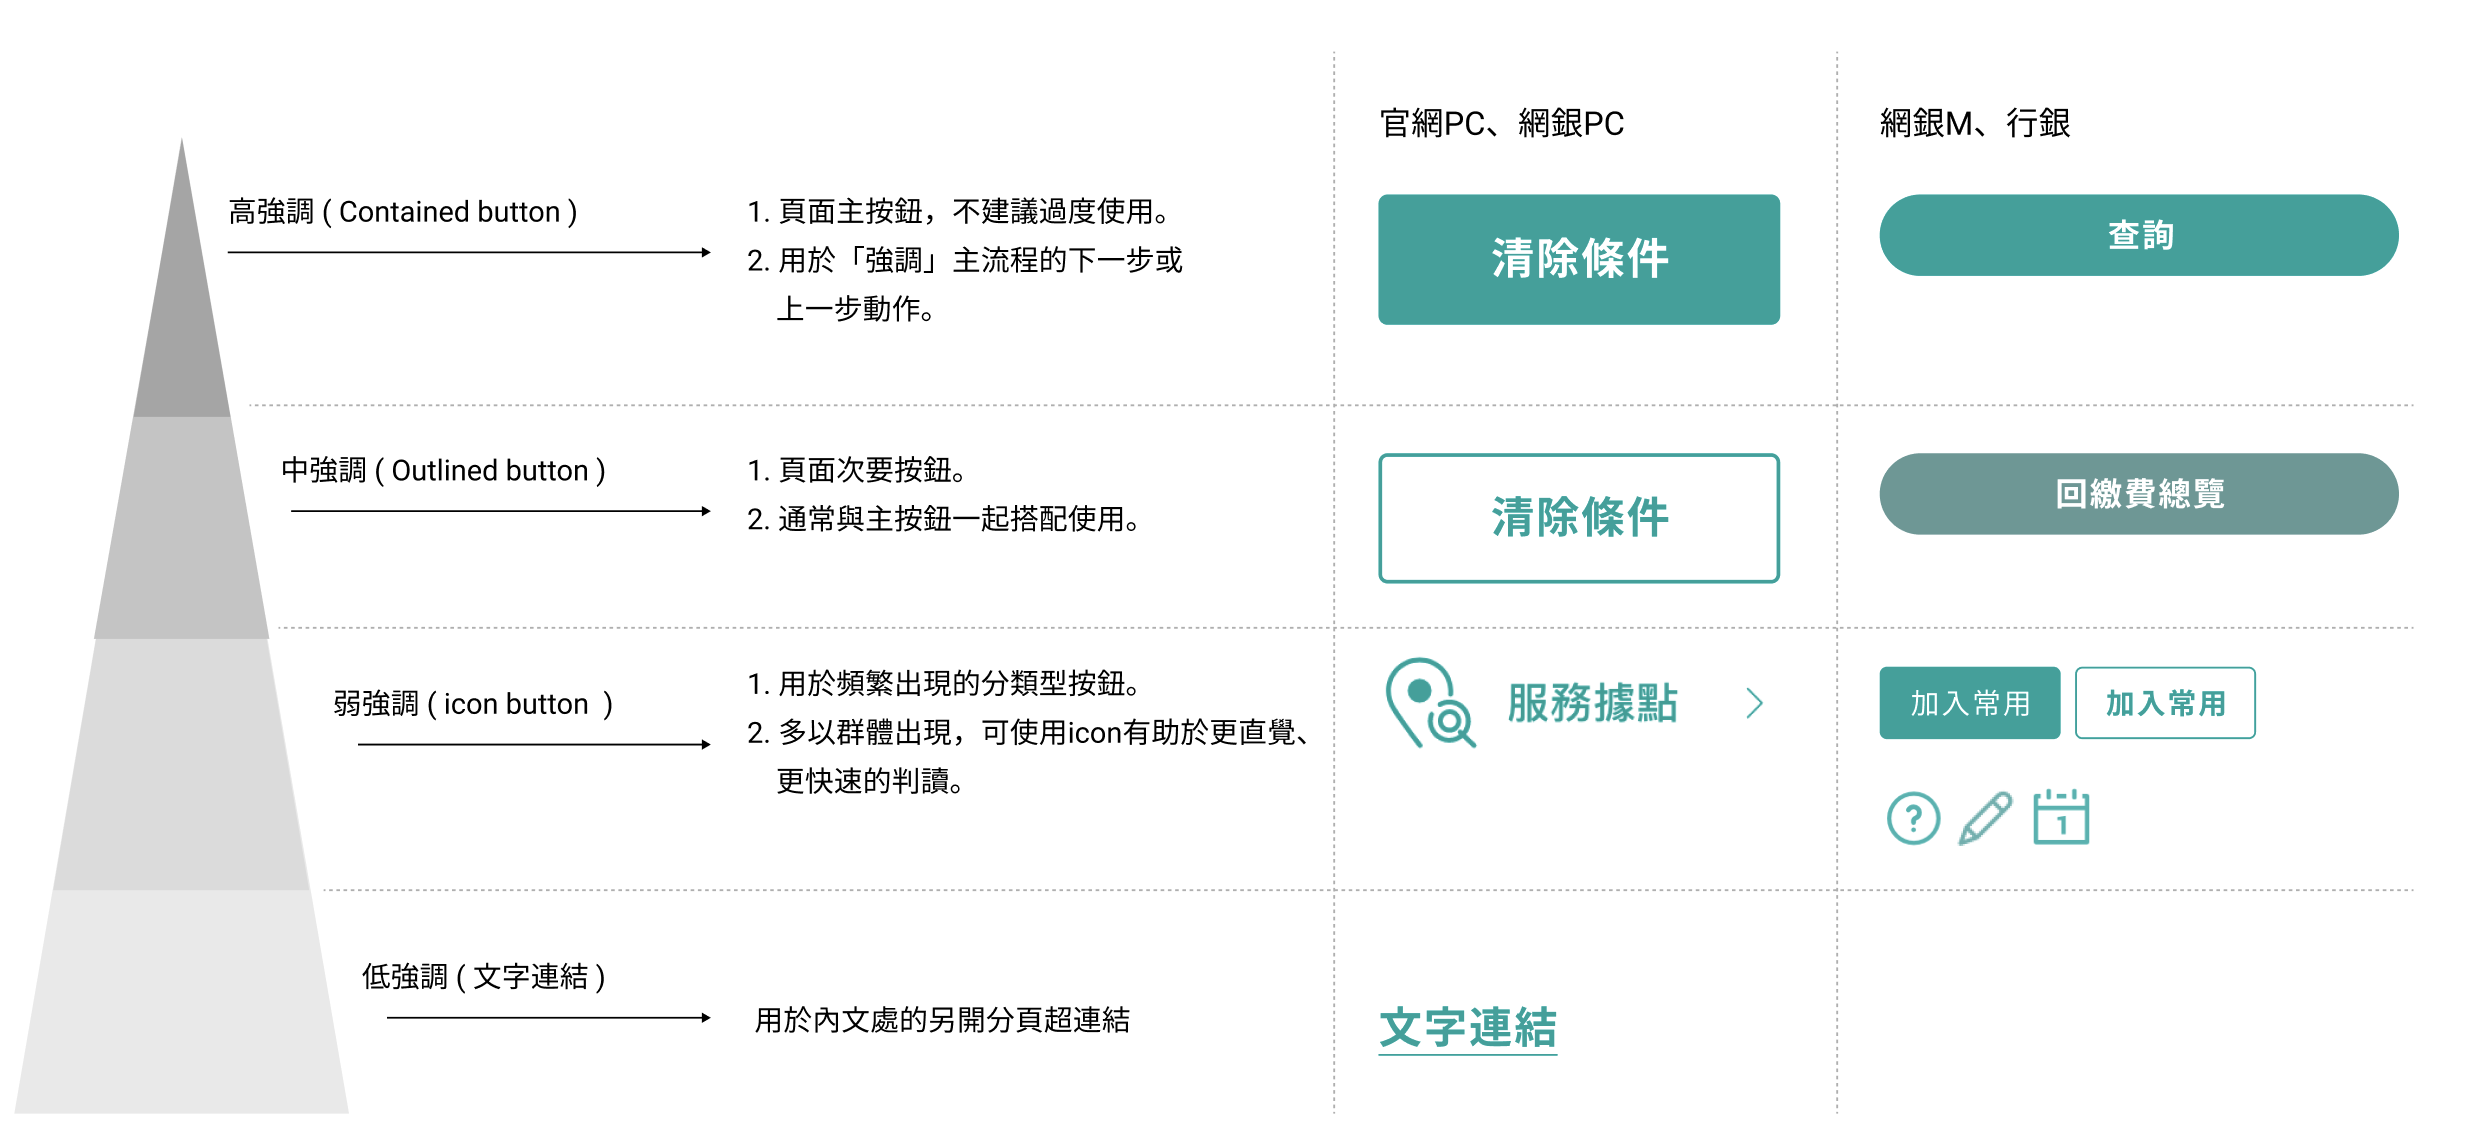 官網PC、網銀PC
網銀M、行銀
高強調 ( Contained button )
1. 頁面主按鈕，不建議過度使用。
2. 用於「強調」主流程的下一步或
上一步動作。
清除條件
查詢
中強調 ( Outlined button )
1. 頁面次要按鈕。
2. 通常與主按鈕一起搭配使用。
清除條件
回繳費總覽
弱強調 ( icon button  )
1. 用於頻繁出現的分類型按鈕。
2. 多以群體出現，可使用icon有助於更直覺、
更快速的判讀。
服務據點
加入常用
加入常用
?
1
低強調 ( 文字連結 )
用於內文處的另開分頁超連結
文字連結